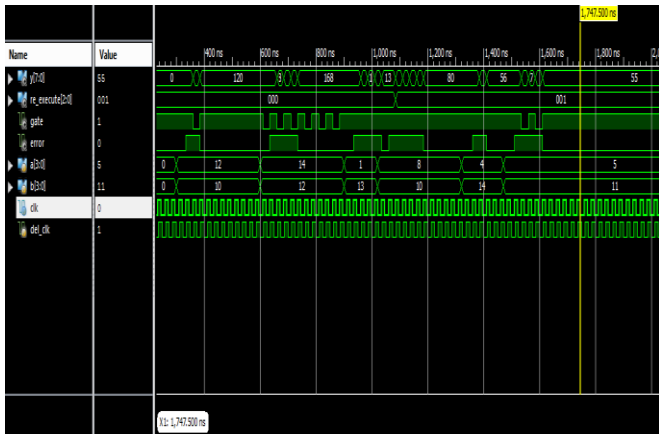 1,747.500 ns
Name Value
400 ns 600 ns 800 ns 1,000 ns 1,200 ns 1,400 ns 1,600 ns 1,800 ns
y[7:0] 55 0 120 168 13 80 56 55
re_execute[2:0] 001 000 001
gate 1
error 0
a[3:0] 5 0 12 14 1 8 4 5
b[3:0] 11 0 10 12 13 10 14 11
clk 0
del_clk 1
X1: 1,747.500 ns